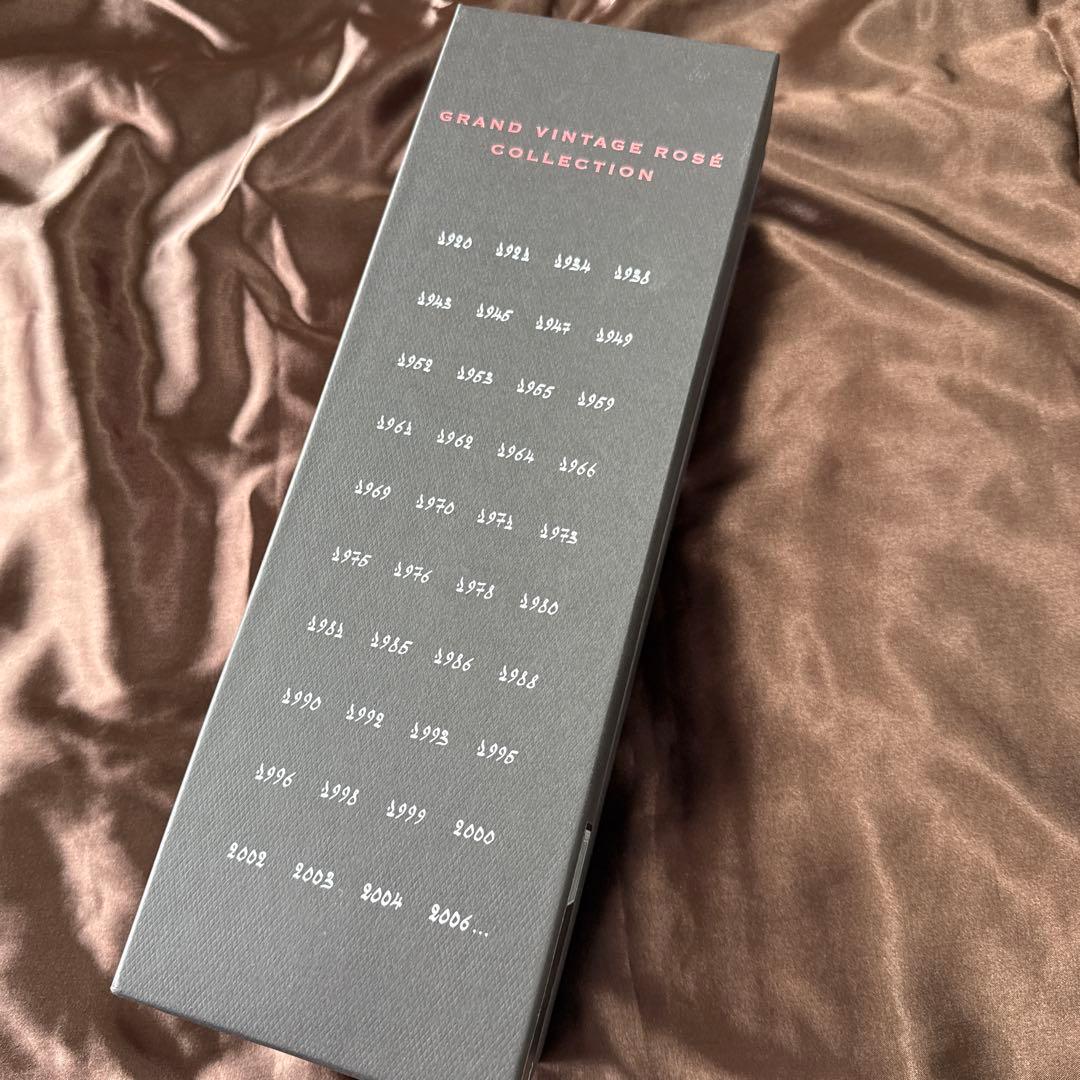 GRAND VINTAGE ROSÉ
COLLECTION
1920 1921 1934 1938
1943 1945 1947 1949
1952 1953 1955 1959
1961 1962 1964 1966
1969 1970 1971 1973
1975 1976 1978 1980
1981 1985 1986 1988
1990 1992 1993 1995
1996 1998 1999 2000
2002 2003 2004 2006...